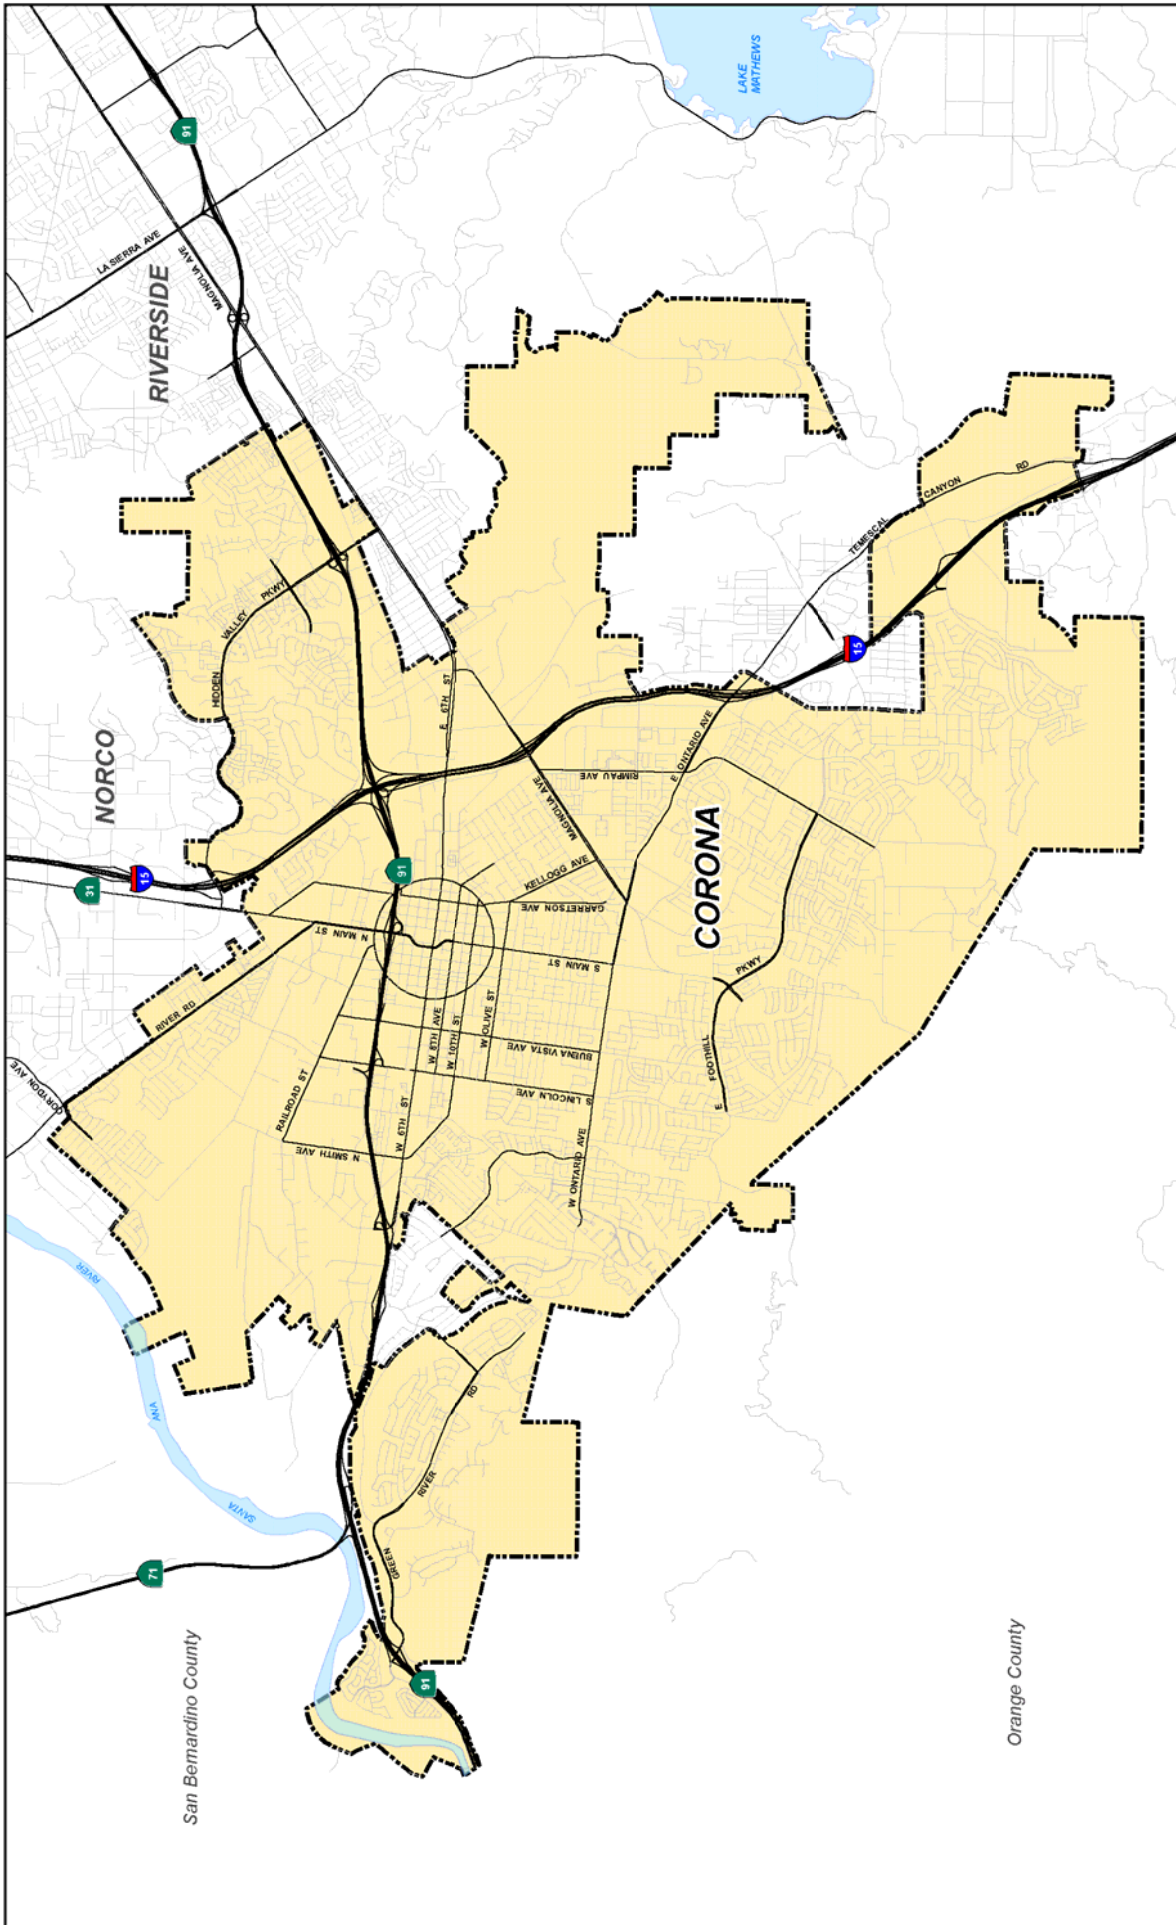 LAKE
MATHEWS
91
LA SIERRA AVE
MAGNOLIA AVE
RIVERSIDE
HIDDEN
VALLEY
PKWY
NORCO
TEMESCAL
CANYON
RD
15
E 6TH ST
E ONTARIO AVE
RIMPAU AVE
MAGNOLIA AVE
KELLOGG AVE
GARRETSON AVE
CORONA
31
15
91
N MAIN ST
S MAIN ST
RIVER RD
CORYDON AVE
W 8TH AVE
W 10TH ST
W OLIVE ST
BUENA VISTA AVE
S LINCOLN AVE
RAILROAD ST
N SMITH AVE
W 6TH ST
W ONTARIO AVE
E
FOOTHILL
PKWY
SANTA
ANA
RIVER
GREEN
RIVER
RD
71
91
San Bernardino County
Orange County